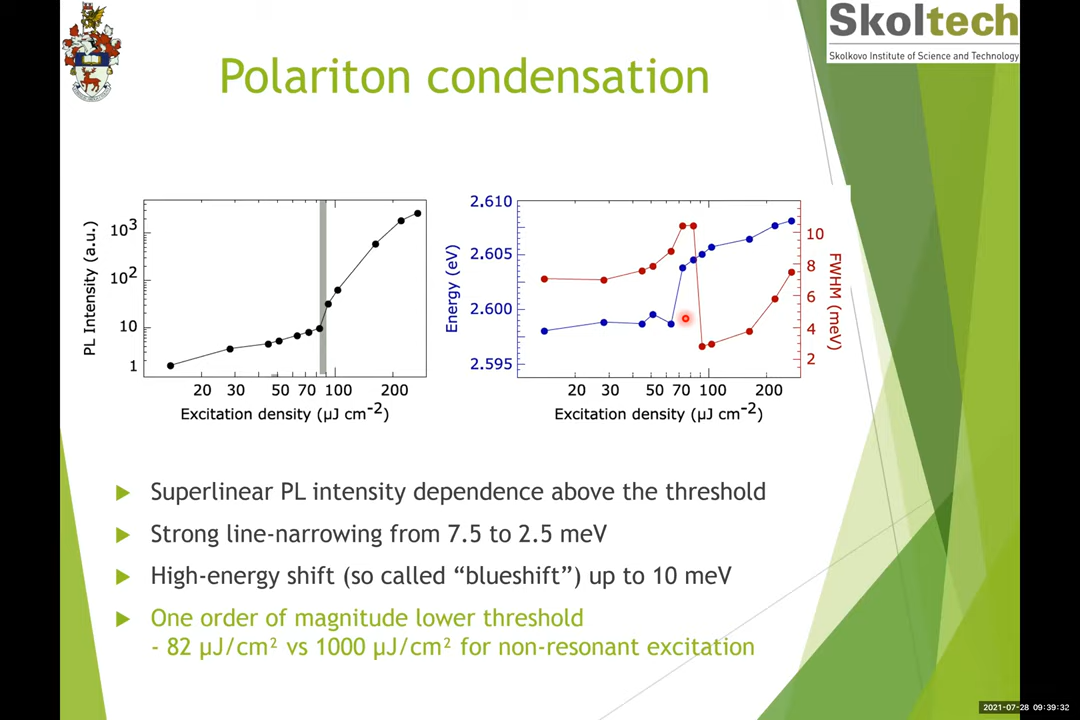 Skoltech
Skolkovo Institute of Science and Technology
Polariton condensation
PL Intensity (a.u.)
10³
10²
10
1
20 30 50 70 100 200
Excitation density (μJ cm⁻²)
Energy (eV)
2.610
2.605
2.600
2.595
20 30 50 70 100 200
Excitation density (μJ cm⁻²)
10
8
6
4
2
FWHM (meV)
Superlinear PL intensity dependence above the threshold
Strong line-narrowing from 7.5 to 2.5 meV
High-energy shift (so called “blueshift”) up to 10 meV
One order of magnitude lower threshold
- 82 μJ/cm² vs 1000 μJ/cm² for non-resonant excitation
2021-07-28 09:39:32